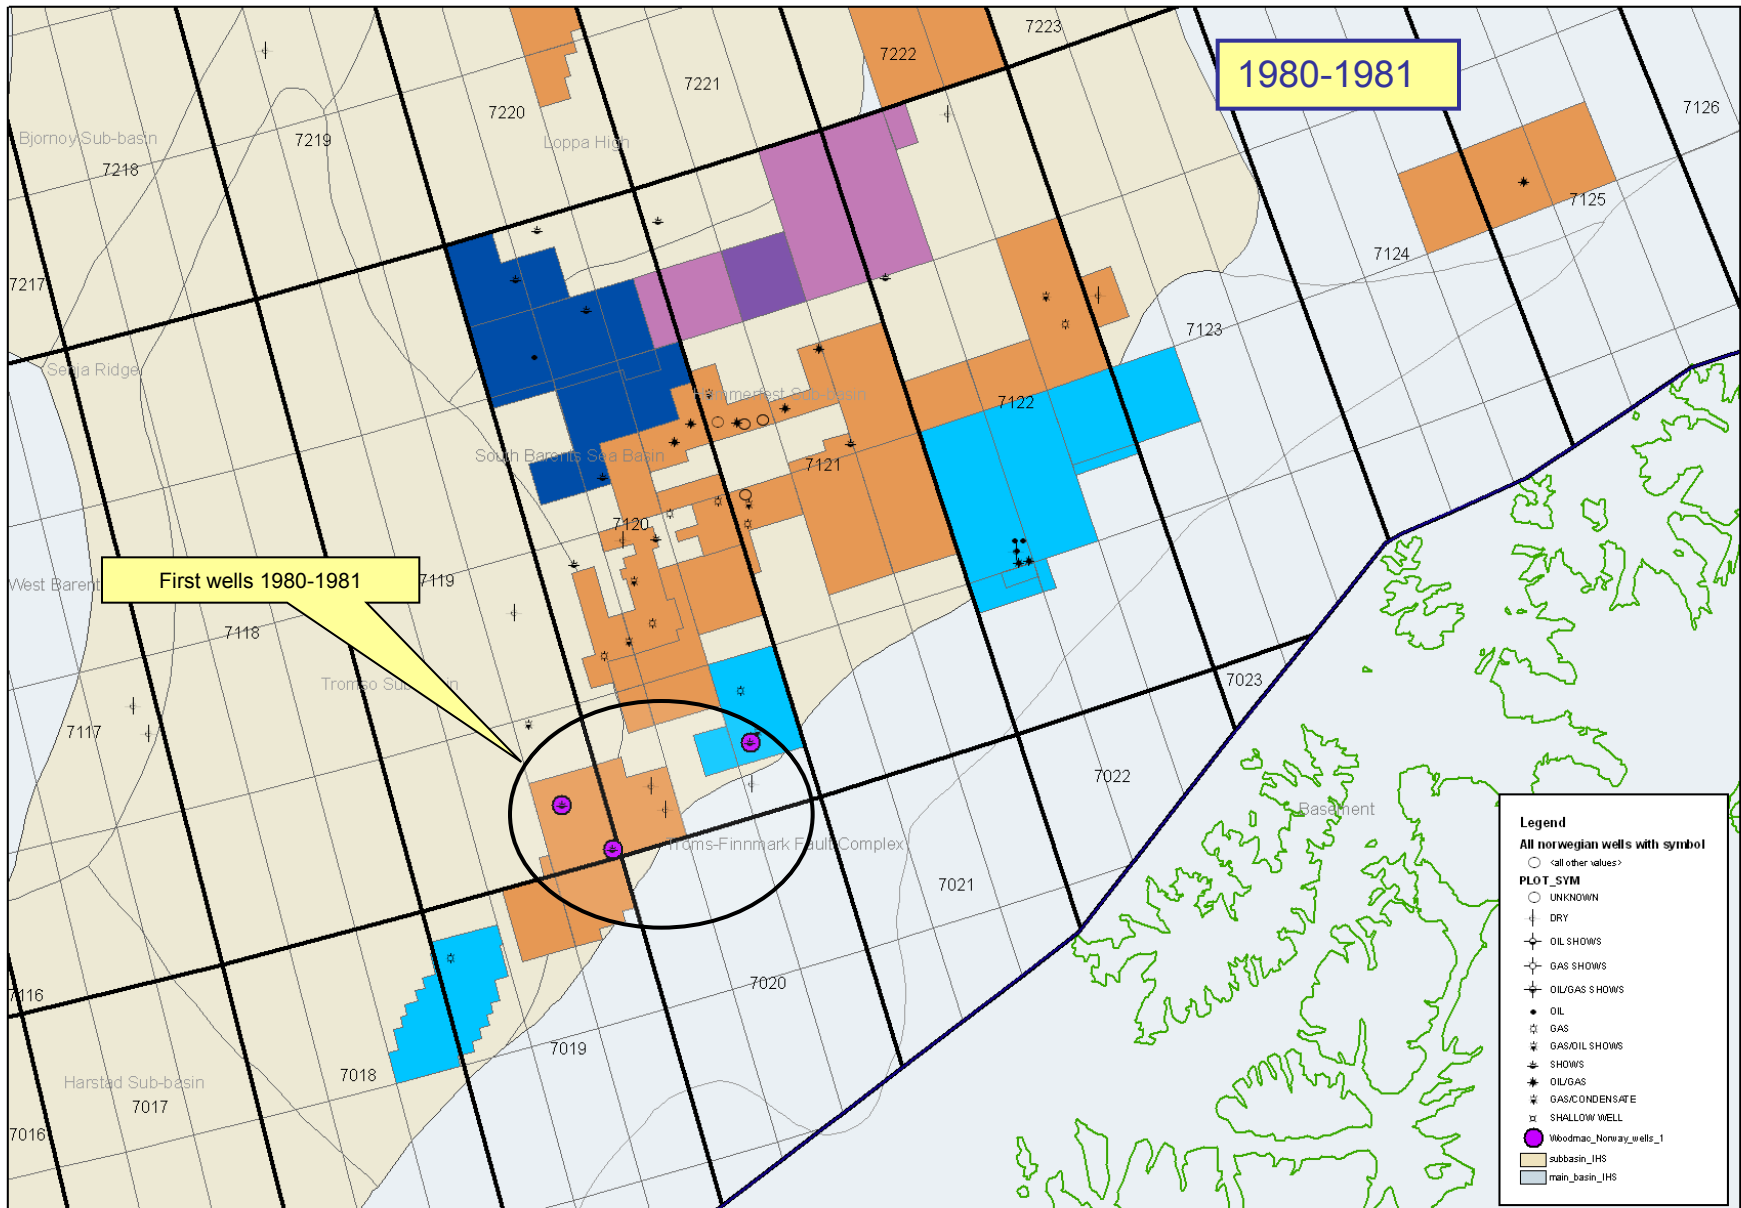 1980-1981
7223
7222
7221
7220
7219
7218
7217
7126
7125
7124
7123
7122
7121
7120
7119
7118
7117
7116
7023
7022
7021
7020
7019
7018
7017
7016
Bjornoy Sub-basin
Loppa High
Senja Ridge
Hammerfest Sub-basin
South Barents Sea Basin
West Barent
First wells 1980-1981
Tromso Sub-basin
Troms-Finnmark Fault Complex
Basement
Harstad Sub-basin
Legend
All norwegian wells with symbol
<all other values>
PLOT_SYM
UNKNOWN
DRY
OIL SHOWS
GAS SHOWS
OIL/GAS SHOWS
OIL
GAS
GAS/OIL SHOWS
SHOWS
OIL/GAS
GAS/CONDENSATE
SHALLOW WELL
Woodmac_Norway_wells_1
subbasin_IHS
main_basin_IHS